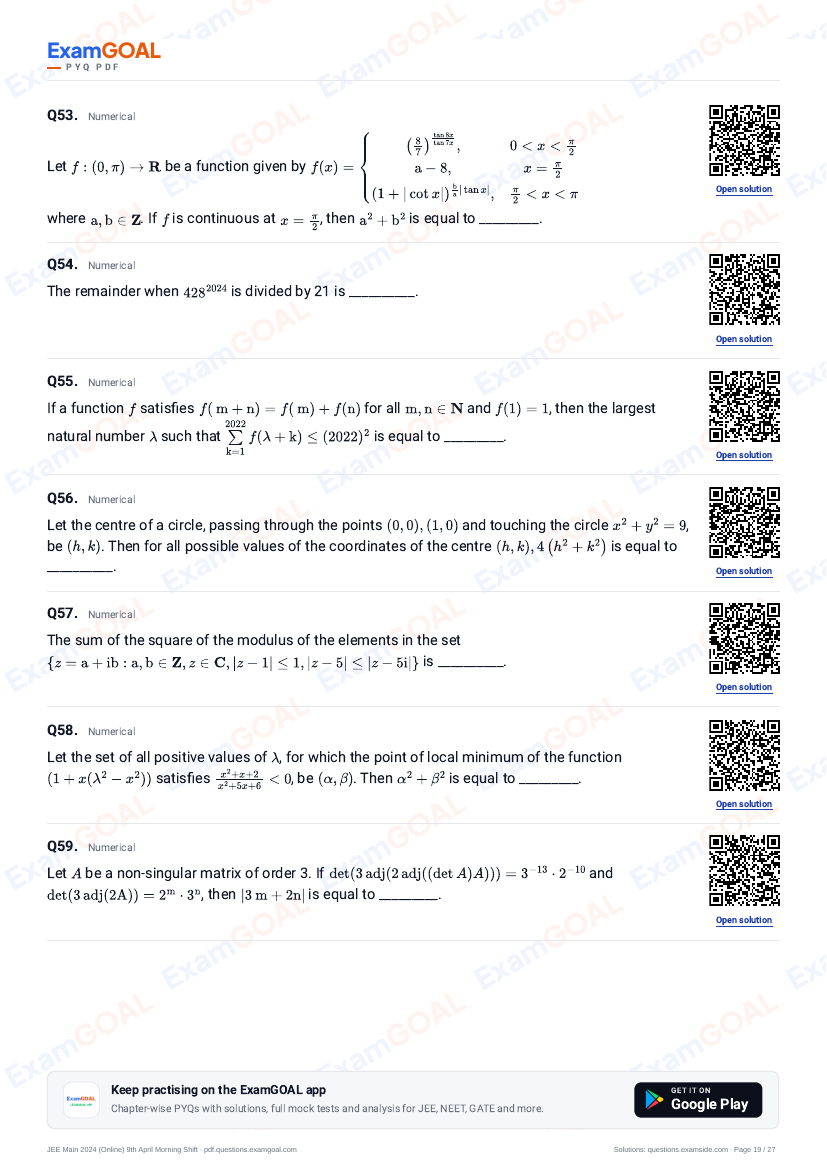 ExamGOAL
PYQ PDF
Q53. Numerical
Let f : (0, π) → R be a function given by f(x) = { (8/7)^(tan 8x / tan 7x), 0 < x < π/2
a − 8, x = π/2
(1 + | cot x|)^(b/a | tan x|), π/2 < x < π
where a, b ∈ Z. If f is continuous at x = π/2, then a² + b² is equal to _________.
Open solution
Q54. Numerical
The remainder when 428²⁰²⁴ is divided by 21 is __________.
Open solution
Q55. Numerical
If a function f satisfies f( m + n) = f( m) + f(n) for all m, n ∈ N and f(1) = 1, then the largest
natural number λ such that ∑_{k=1}^{2022} f(λ + k) ≤ (2022)² is equal to _________.
Open solution
Q56. Numerical
Let the centre of a circle, passing through the points (0, 0), (1, 0) and touching the circle x² + y² = 9,
be (h, k). Then for all possible values of the coordinates of the centre (h, k), 4 (h² + k²) is equal to
__________.
Open solution
Q57. Numerical
The sum of the square of the modulus of the elements in the set
{z = a + ib : a, b ∈ Z, z ∈ C, |z − 1| ≤ 1, |z − 5| ≤ |z − 5i|} is __________.
Open solution
Q58. Numerical
Let the set of all positive values of λ, for which the point of local minimum of the function
(1 + x(λ² − x²)) satisfies (x²+x+2)/(x²+5x+6) < 0, be (α, β). Then α² + β² is equal to _________.
Open solution
Q59. Numerical
Let A be a non-singular matrix of order 3. If det(3 adj(2 adj((det A)A))) = 3⁻¹³ · 2⁻¹⁰ and
det(3 adj(2A)) = 2ᵐ · 3ⁿ, then |3 m + 2n| is equal to _________.
Open solution
ExamGOAL
Keep practising on the ExamGOAL app
Chapter-wise PYQs with solutions, full mock tests and analysis for JEE, NEET, GATE and more.
GET IT ON
Google Play
JEE Main 2024 (Online) 9th April Morning Shift · pdf.questions.examgoal.com
Solutions: questions.examside.com · Page 19 / 27